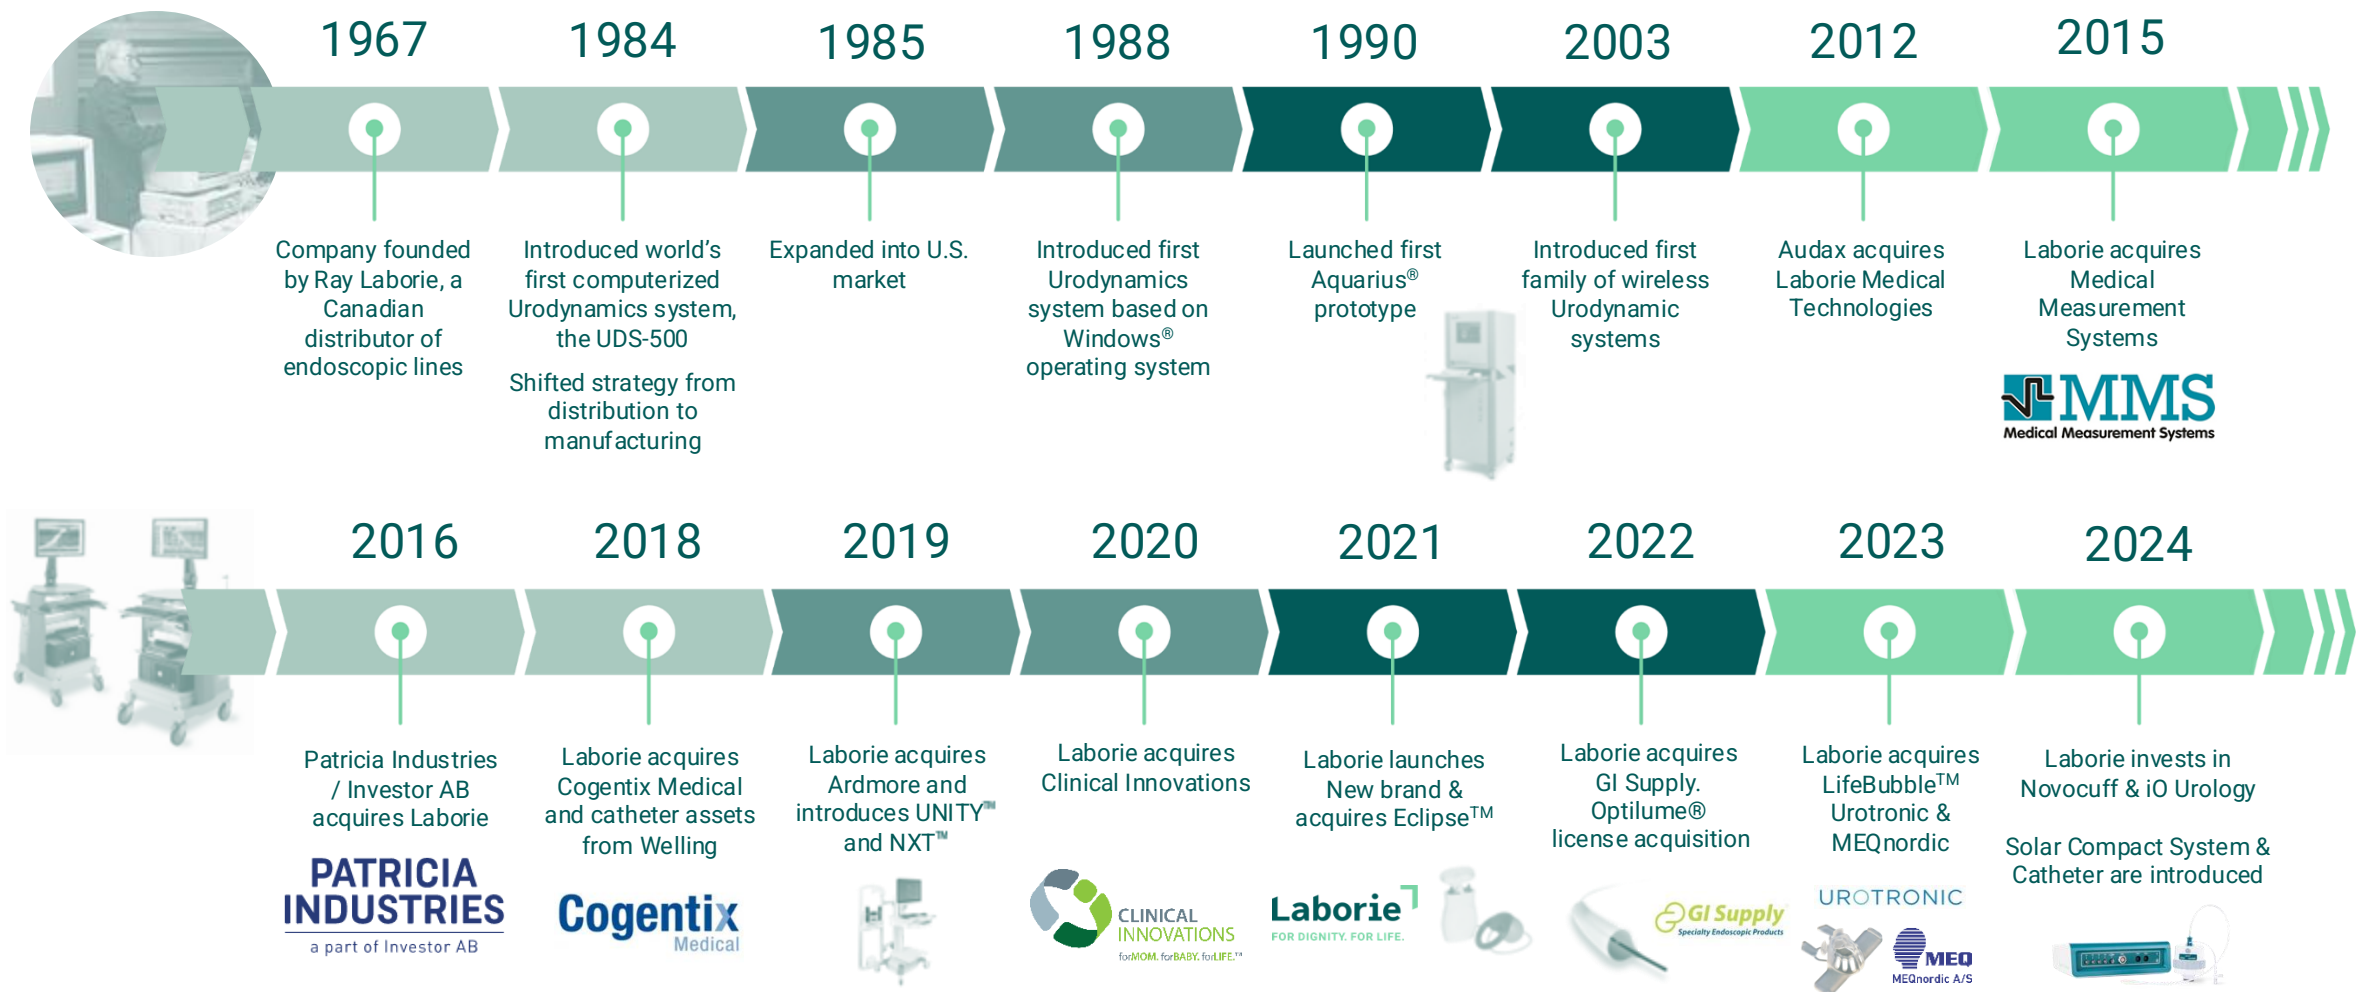 1967
1984
1985
1988
1990
2003
2012
2015
Company founded
by Ray Laborie, a
Canadian
distributor of
endoscopic lines
Introduced world's
first computerized
Urodynamics system,
the UDS-500
Shifted strategy from
distribution to
manufacturing
Expanded into U.S.
market
Introduced first
Urodynamics
system based on
Windows®
operating system
Launched first
Aquarius®
prototype
Introduced first
family of wireless
Urodynamic
systems
Audax acquires
Laborie Medical
Technologies
Laborie acquires
Medical
Measurement
Systems
MMS
Medical Measurement Systems
2016
2018
2019
2020
2021
2022
2023
2024
Patricia Industries
/ Investor AB
acquires Laborie
PATRICIA
INDUSTRIES
a part of Investor AB
Laborie acquires
Cogentix Medical
and catheter assets
from Welling
Cogentix
Medical
Laborie acquires
Ardmore and
introduces UNITY™
and NXT™
Laborie acquires
Clinical Innovations
CLINICAL
INNOVATIONS
forMOM. forBABY. forLIFE.™
Laborie launches
New brand &
acquires Eclipse™
Laborie
FOR DIGNITY. FOR LIFE.
Laborie acquires
GI Supply.
Optilume®
license acquisition
GI Supply
Specialty Endoscopic Products
Laborie acquires
LifeBubble™
Urotronic &
MEQnordic
UROTRONIC
MEQ
MEQnordic A/S
Laborie invests in
Novocuff & iO Urology
Solar Compact System &
Catheter are introduced